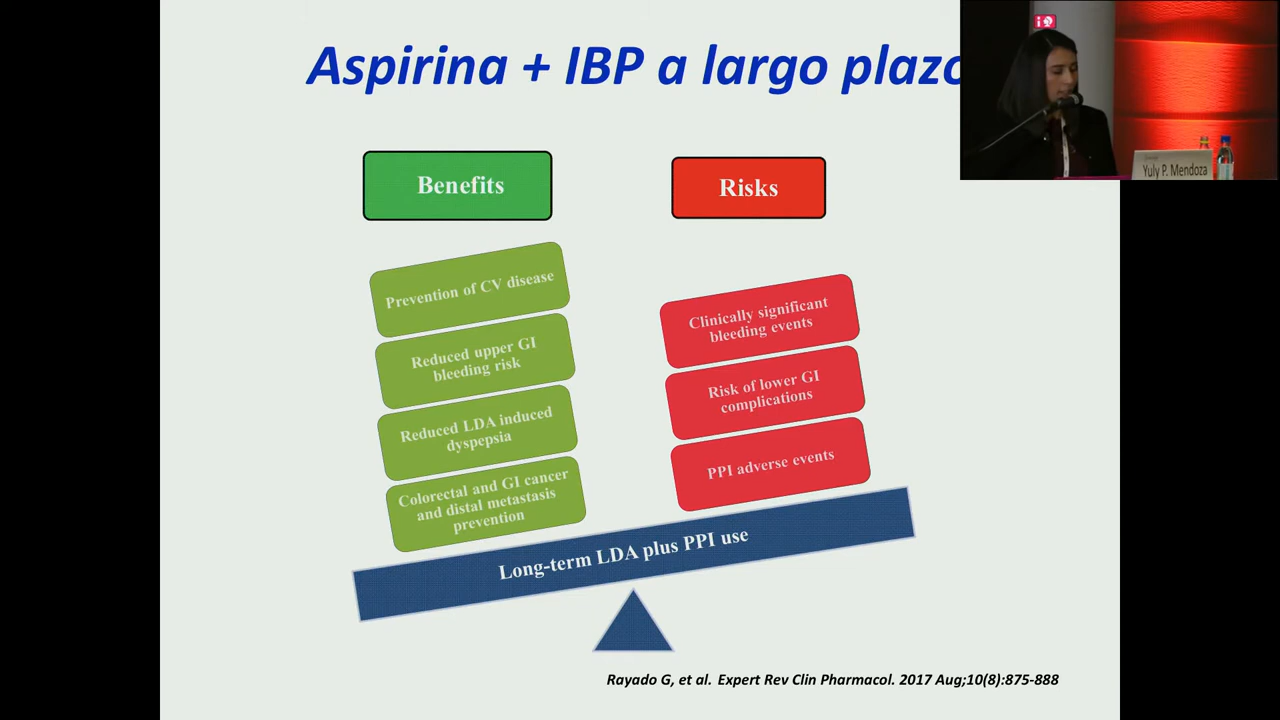 Aspirina + IBP a largo plazo
Yuly P. Mendoza
Benefits
Risks
Prevention of CV disease
Reduced upper GI
bleeding risk
Reduced LDA induced
dyspepsia
Colorectal and GI cancer
and distal metastasis
prevention
Clinically significant
bleeding events
Risk of lower GI
complications
PPI adverse events
Long-term LDA plus PPI use
Rayado G, et al. Expert Rev Clin Pharmacol. 2017 Aug;10(8):875-888